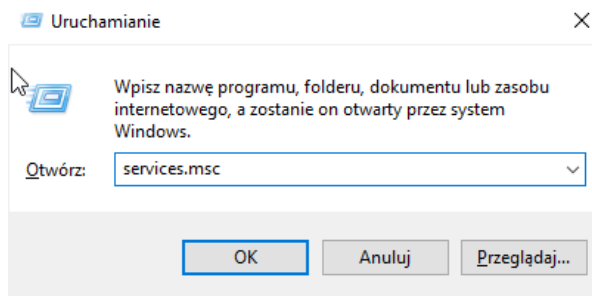 Uruchamianie
Wpisz nazwę programu, folderu, dokumentu lub zasobu
internetowego, a zostanie on otwarty przez system
Windows.
Otwórz: services.msc
OK Anuluj Przeglądaj...